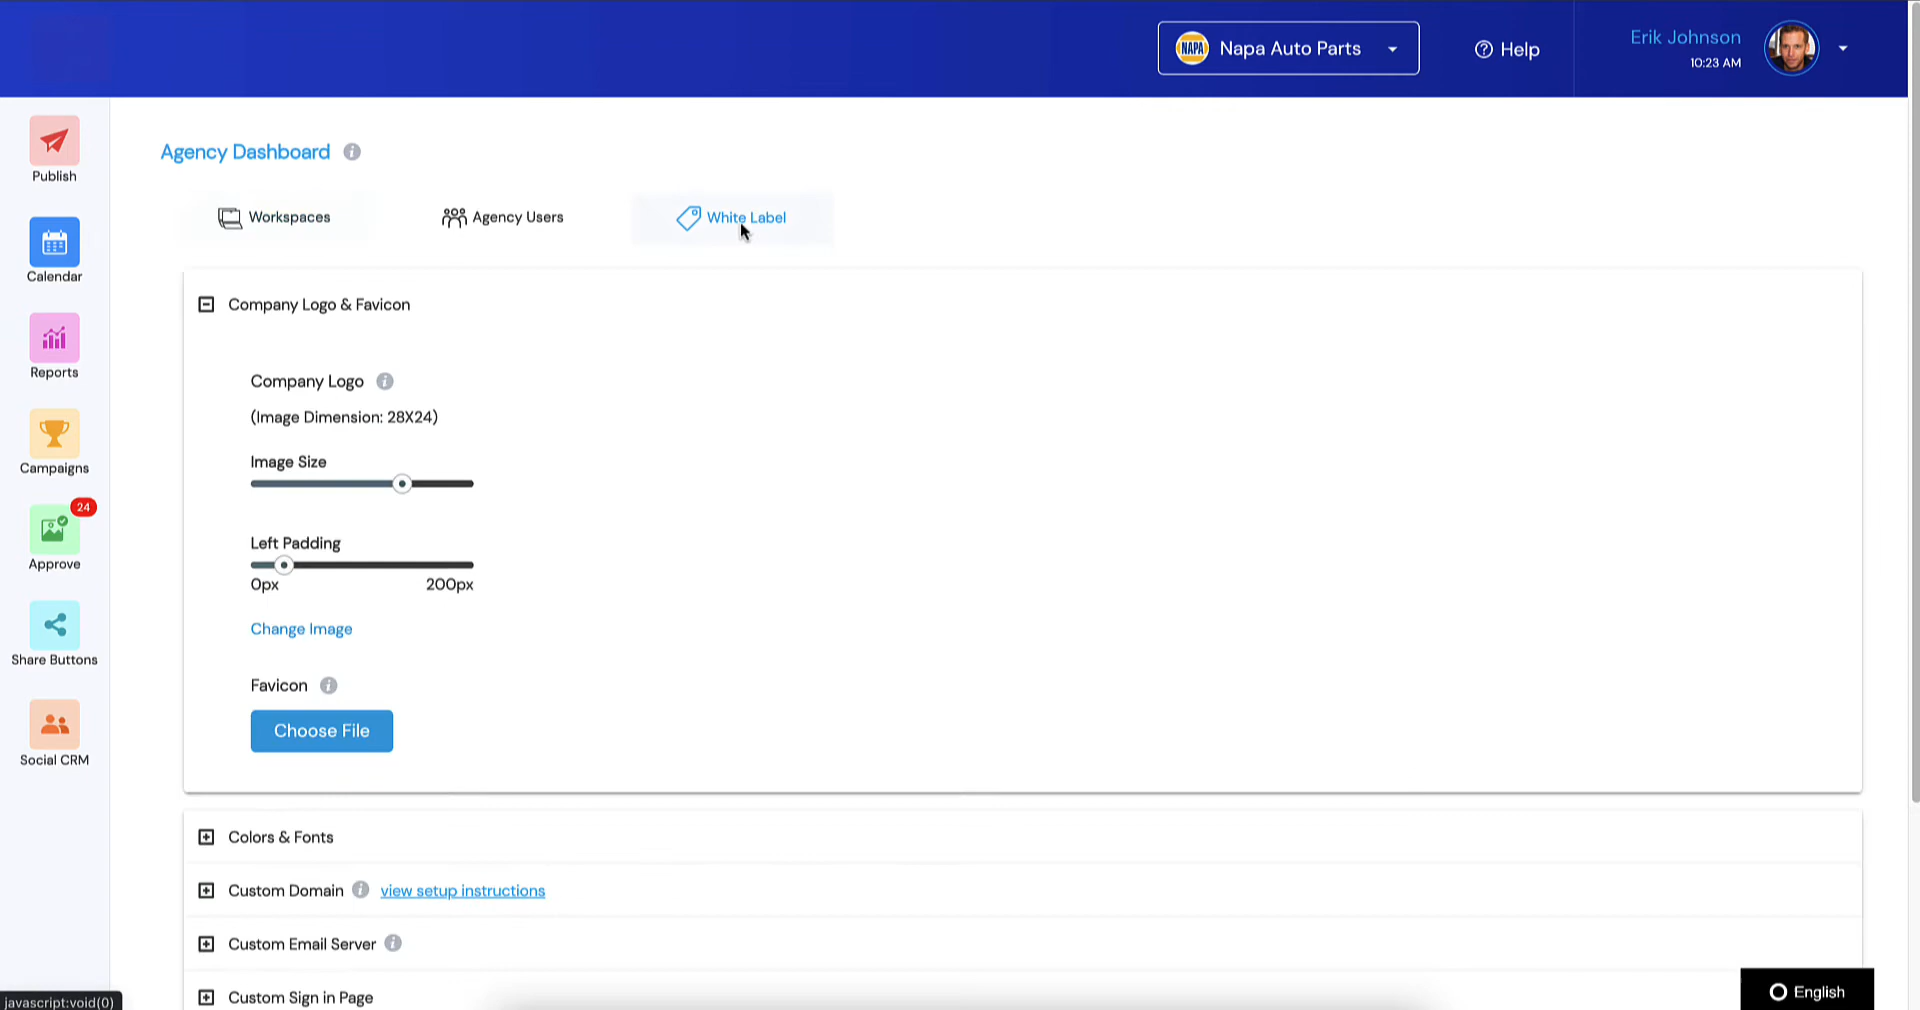 NAPA
Napa Auto Parts
Help
Erik Johnson
10:23 AM
Publish
Calendar
Reports
Campaigns
24
Approve
Share Buttons
Social CRM
Agency Dashboard
Workspaces
Agency Users
White Label
Company Logo & Favicon
Company Logo
(Image Dimension: 28X24)
Image Size
Left Padding
0px 200px
Change Image
Favicon
Choose File
Colors & Fonts
Custom Domain view setup instructions
Custom Email Server
Custom Sign in Page
javascript:void(0)
English